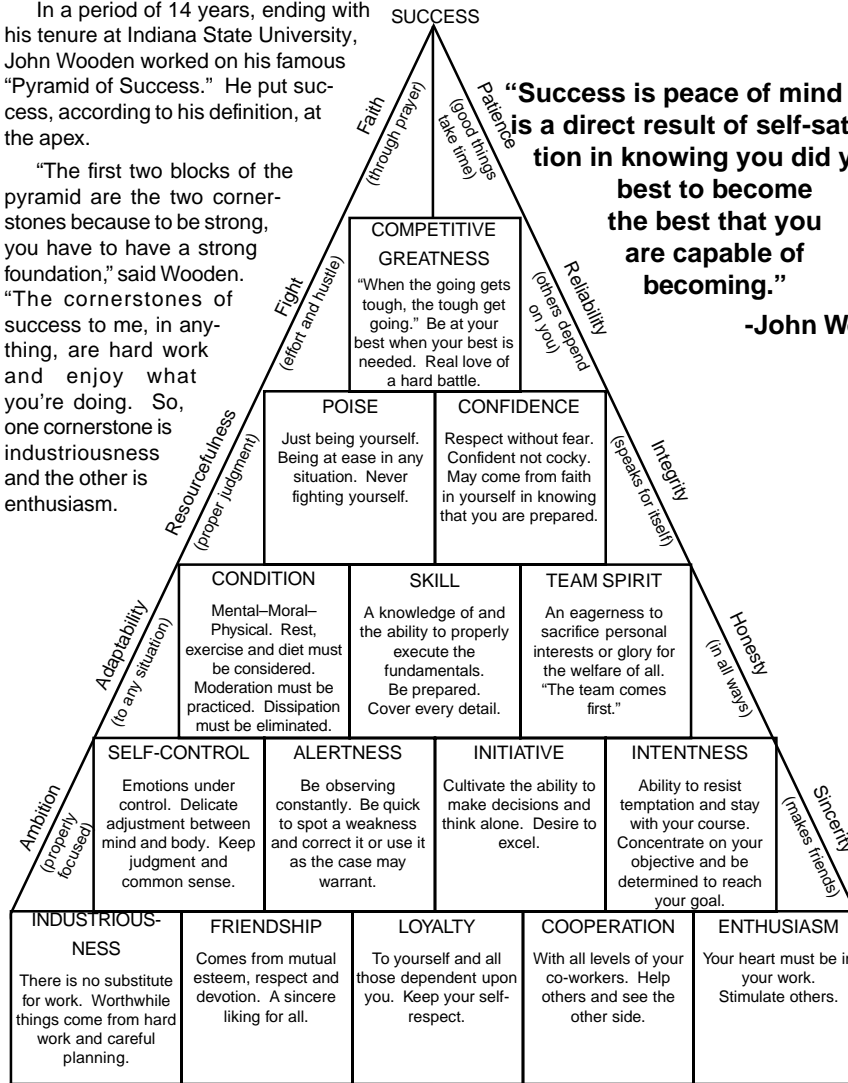 In a period of 14 years, ending with
his tenure at Indiana State University,
John Wooden worked on his famous
“Pyramid of Success.” He put suc-
cess, according to his definition, at
the apex.
“The first two blocks of the
pyramid are the two corner-
stones because to be strong,
you have to have a strong
foundation,” said Wooden.
“The cornerstones of
success to me, in any-
thing, are hard work
and enjoy what
you're doing. So,
one cornerstone is
industriousness
and the other is
enthusiasm.
“Success is peace of mind
is a direct result of self-sat
tion in knowing you did y
best to become
the best that you
are capable of
becoming.”
-John W
SUCCESS
Faith
(through prayer)
Patience
(good things
take time)
COMPETITIVE
GREATNESS
“When the going gets
tough, the tough get
going.” Be at your
best when your best is
needed. Real love of
a hard battle.
Fight
(effort and hustle)
Reliability
(others depend
on you)
POISE
Just being yourself.
Being at ease in any
situation. Never
fighting yourself.
CONFIDENCE
Respect without fear.
Confident not cocky.
May come from faith
in yourself in knowing
that you are prepared.
Resourcefulness
(proper judgment)
Integrity
(speaks for itself)
CONDITION
Mental–Moral–
Physical. Rest,
exercise and diet must
be considered.
Moderation must be
practiced. Dissipation
must be eliminated.
SKILL
A knowledge of and
the ability to properly
execute the
fundamentals.
Be prepared.
Cover every detail.
TEAM SPIRIT
An eagerness to
sacrifice personal
interests or glory for
the welfare of all.
“The team comes
first.”
Adaptability
(to any situation)
Honesty
(in all ways)
SELF-CONTROL
Emotions under
control. Delicate
adjustment between
mind and body. Keep
judgment and
common sense.
ALERTNESS
Be observing
constantly. Be quick
to spot a weakness
and correct it or use it
as the case may
warrant.
INITIATIVE
Cultivate the ability to
make decisions and
think alone. Desire to
excel.
INTENTNESS
Ability to resist
temptation and stay
with your course.
Concentrate on your
objective and be
determined to reach
your goal.
Ambition
(properly
focused)
Sincerity
(makes friends)
INDUSTRIOUS-
NESS
There is no substitute
for work. Worthwhile
things come from hard
work and careful
planning.
FRIENDSHIP
Comes from mutual
esteem, respect and
devotion. A sincere
liking for all.
LOYALTY
To yourself and all
those dependent upon
you. Keep your self-
respect.
COOPERATION
With all levels of your
co-workers. Help
others and see the
other side.
ENTHUSIASM
Your heart must be in
your work.
Stimulate others.